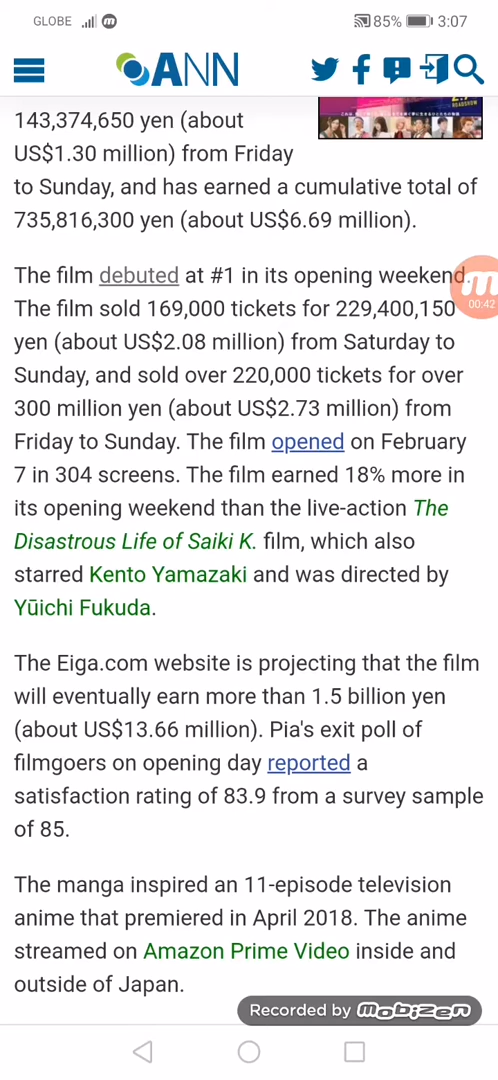 GLOBE 85% 3:07
ANN
143,374,650 yen (about
US$1.30 million) from Friday
to Sunday, and has earned a cumulative total of
735,816,300 yen (about US$6.69 million).
The film debuted at #1 in its opening weekend.
The film sold 169,000 tickets for 229,400,150
00:42
yen (about US$2.08 million) from Saturday to
Sunday, and sold over 220,000 tickets for over
300 million yen (about US$2.73 million) from
Friday to Sunday. The film opened on February
7 in 304 screens. The film earned 18% more in
its opening weekend than the live-action The
Disastrous Life of Saiki K. film, which also
starred Kento Yamazaki and was directed by
Yūichi Fukuda.
The Eiga.com website is projecting that the film
will eventually earn more than 1.5 billion yen
(about US$13.66 million). Pia's exit poll of
filmgoers on opening day reported a
satisfaction rating of 83.9 from a survey sample
of 85.
The manga inspired an 11-episode television
anime that premiered in April 2018. The anime
streamed on Amazon Prime Video inside and
outside of Japan.
Recorded by Mobizen